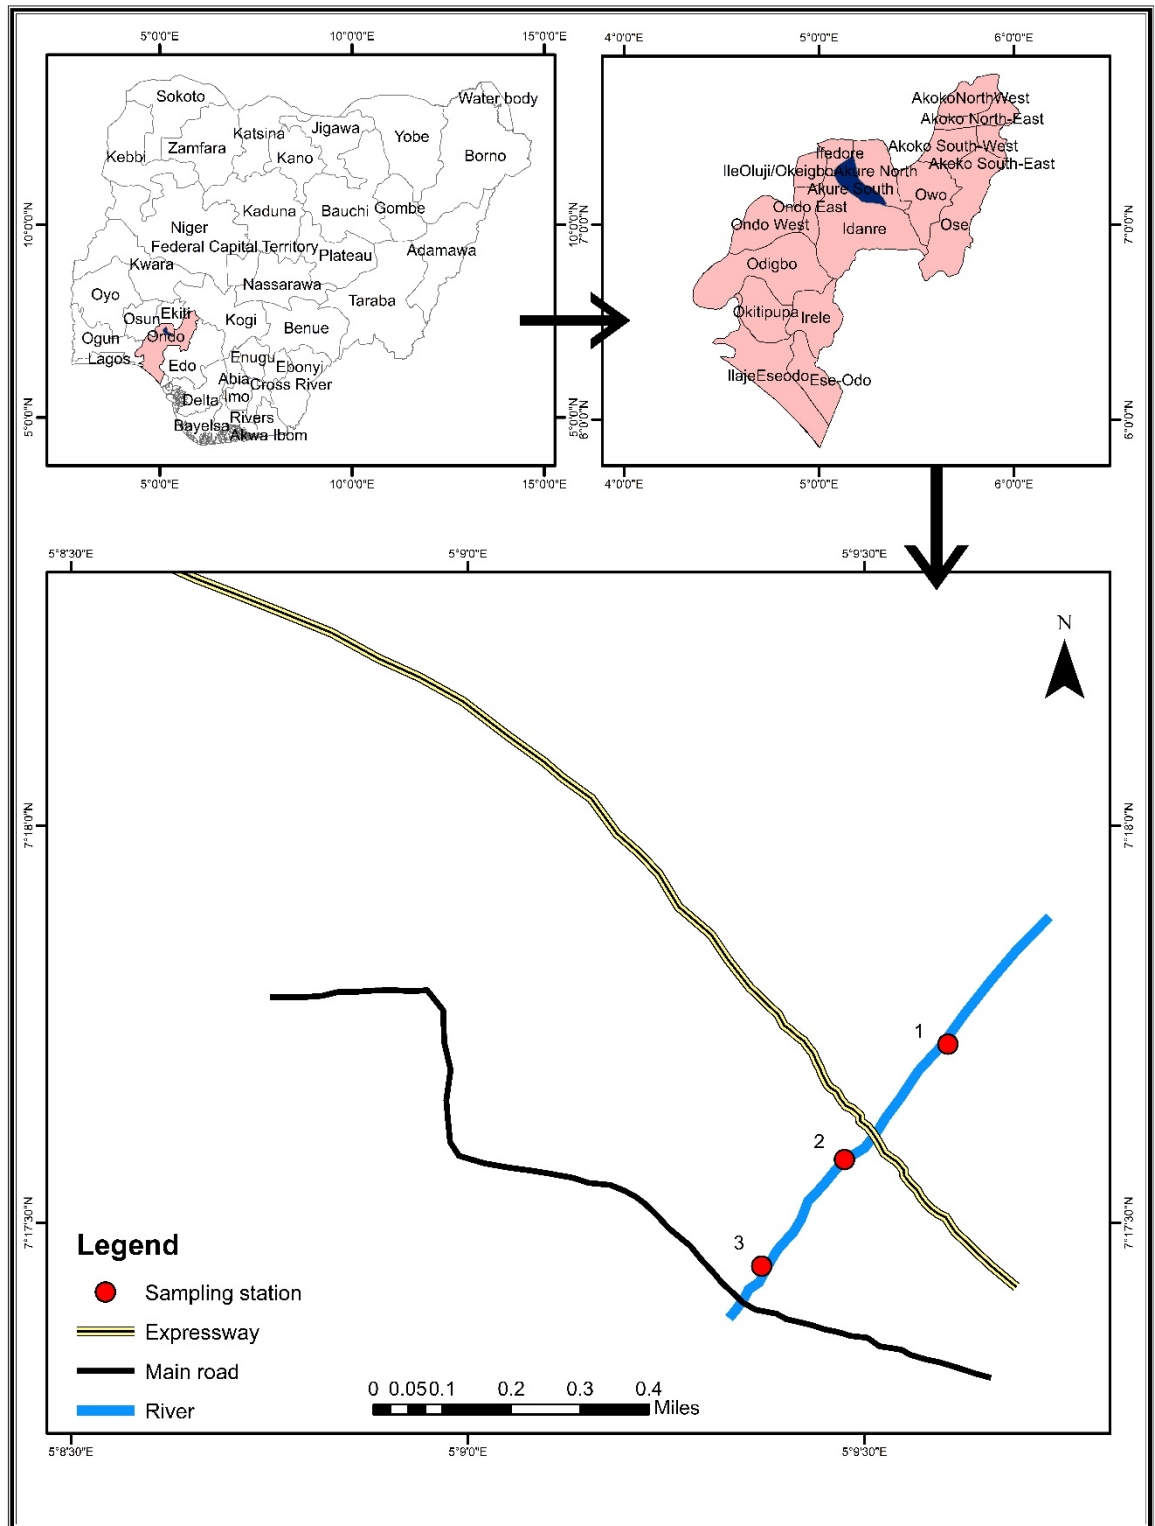 5°0'0"E 10°0'0"E 15°0'0"E
4°0'0"E 5°0'0"E 6°0'0"E
Sokoto
Water body
Katsina
Jigawa
Yobe
Zamfara
Kano
Kebbi
Borno
Kaduna
Bauchi
Gombe
Niger
Federal Capital Territory
Plateau
Adamawa
Kwara
Nassarawa
Oyo
Taraba
Osun
Ekiti
Kogi
Benue
Ogun
Ondo
Lagos
Edo
Enugu
Ebonyi
Abia
Cross River
Imo
Delta
Rivers
Bayelsa
Akwa Ibom
10°0'0"N
5°0'0"N
10°0'0"N
5°0'0"N
5°0'0"E 10°0'0"E 15°0'0"E
AkokoNorthWest
Akoko North-East
Akoko South-West
Akoko South-East
Ifedore
IleOluji/Okeigbo
Akure North
Akure South
Owo
Ondo East
Ondo West
Idanre
Ose
Odigbo
Okitipupa
Irele
IlajeEseodo
Ese-Odo
7°0'0"N
6°0'0"N
7°0'0"N
6°0'0"N
4°0'0"E 5°0'0"E 6°0'0"E
5°8'30"E 5°9'0"E 5°9'30"E
N
7°18'0"N
7°18'0"N
1
2
3
7°17'30"N
7°17'30"N
Legend
Sampling station
Expressway
Main road
River
0 0.05 0.1 0.2 0.3 0.4
Miles
5°8'30"E 5°9'0"E 5°9'30"E